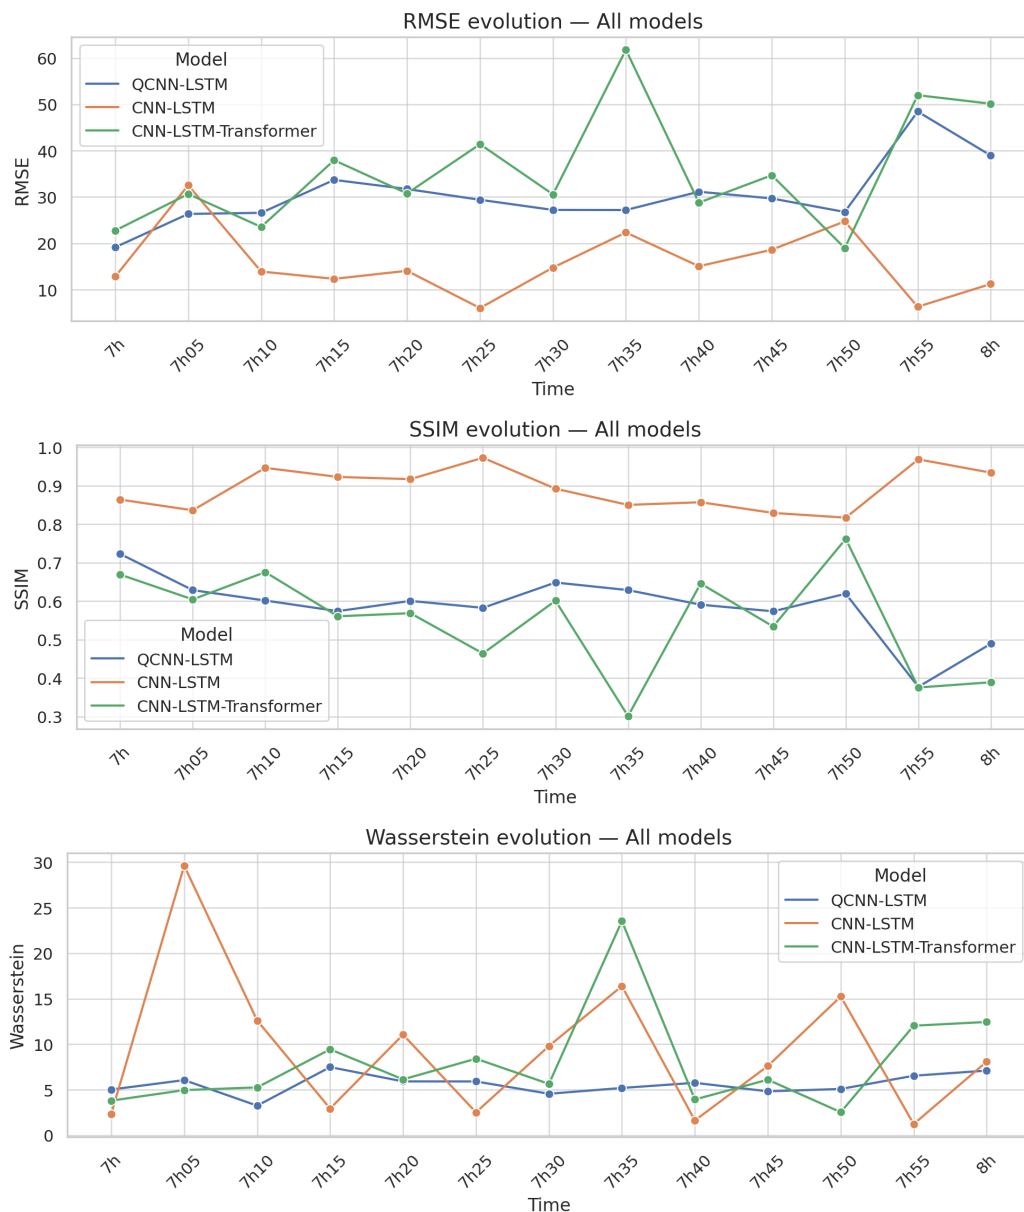 RMSE evolution — All models
Model
QCNN-LSTM
CNN-LSTM
CNN-LSTM-Transformer
RMSE
60
50
40
30
20
10
7h
7h05
7h10
7h15
7h20
7h25
7h30
7h35
7h40
7h45
7h50
7h55
8h
Time
SSIM evolution — All models
SSIM
1.0
0.9
0.8
0.7
0.6
0.5
0.4
0.3
Model
QCNN-LSTM
CNN-LSTM
CNN-LSTM-Transformer
7h
7h05
7h10
7h15
7h20
7h25
7h30
7h35
7h40
7h45
7h50
7h55
8h
Time
Wasserstein evolution — All models
Model
QCNN-LSTM
CNN-LSTM
CNN-LSTM-Transformer
Wasserstein
30
25
20
15
10
5
0
7h
7h05
7h10
7h15
7h20
7h25
7h30
7h35
7h40
7h45
7h50
7h55
8h
Time